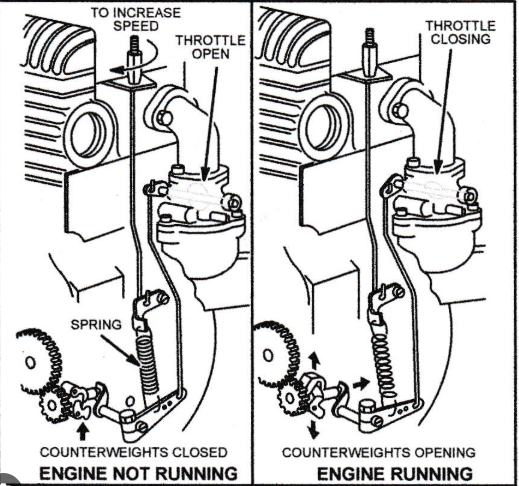 TO INCREASE
SPEED
THROTTLE
OPEN
SPRING
COUNTERWEIGHTS CLOSED
ENGINE NOT RUNNING
THROTTLE
CLOSING
COUNTERWEIGHTS OPENING
ENGINE RUNNING